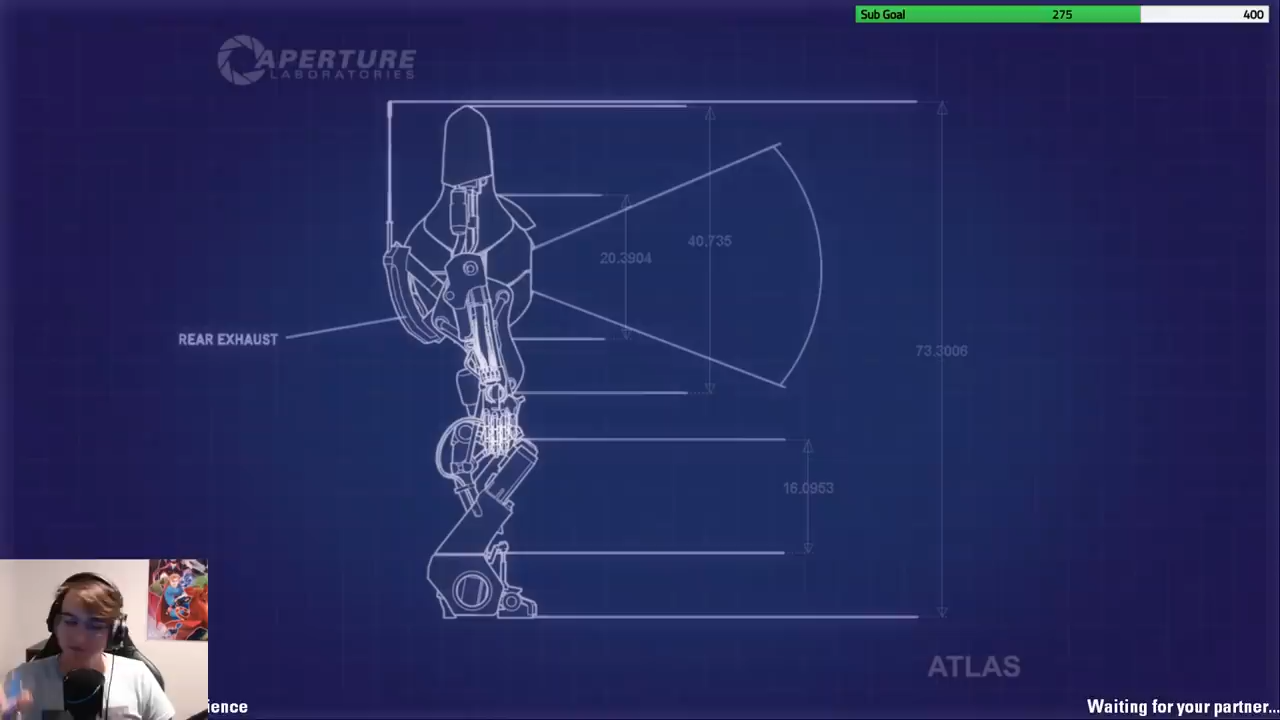 Sub Goal 275 400
APERTURE
LABORATORIES
40.735
20.3904
REAR EXHAUST
73.3006
16.0953
ATLAS
Waiting for your partner...